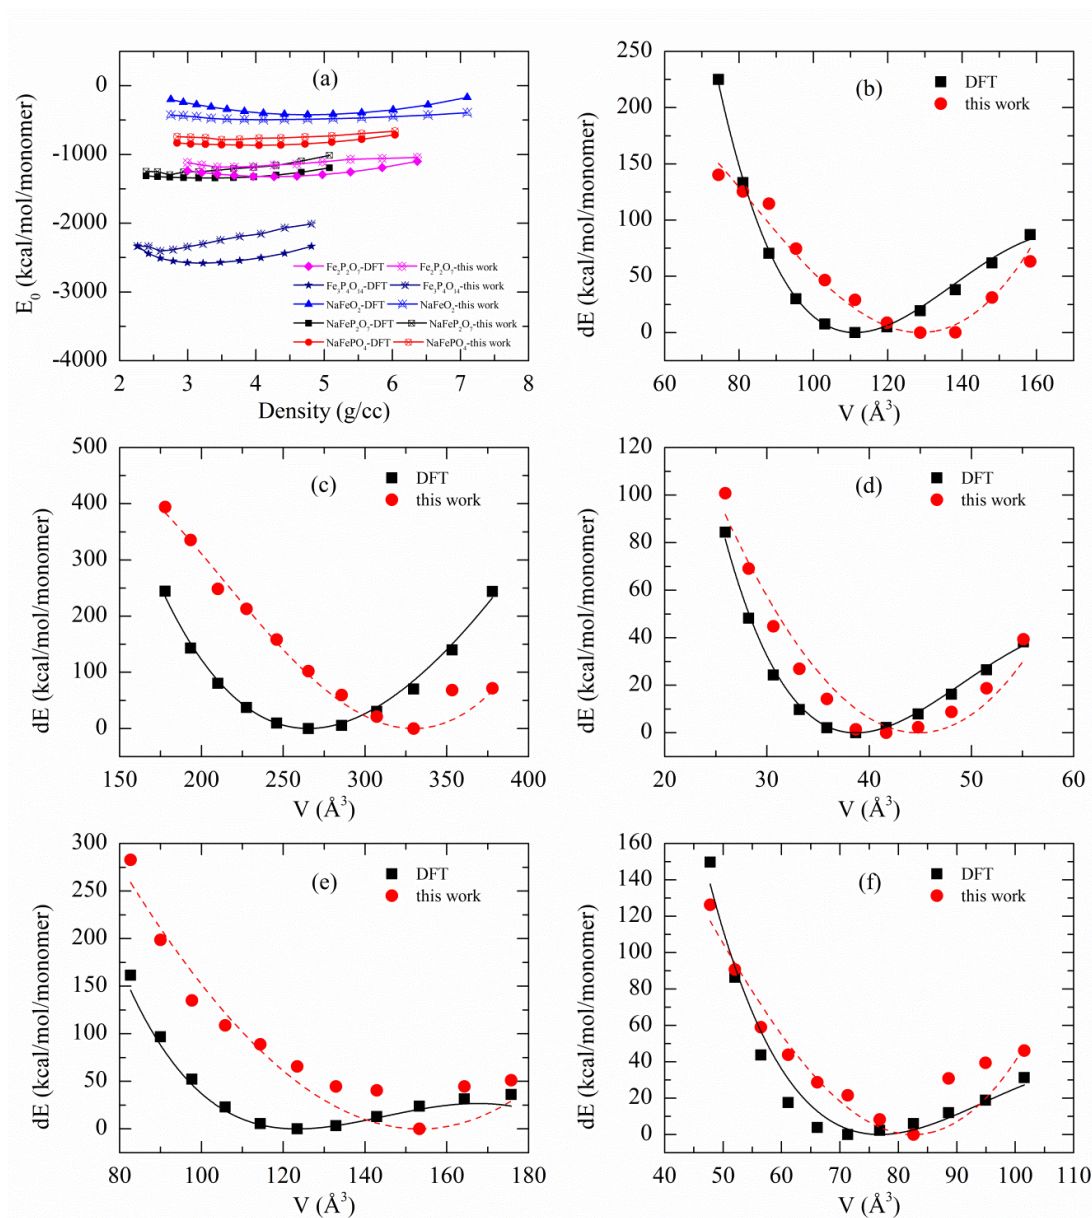 (a)
0
-1000
-2000
-3000
-4000
E₀ (kcal/mol/monomer)
Fe₂P₂O₇-DFT Fe₂P₂O₇-this work
Fe₃P₄O₁₄-DFT Fe₃P₄O₁₄-this work
NaFeO₂-DFT NaFeO₂-this work
NaFeP₂O₇-DFT NaFeP₂O₇-this work
NaFePO₄-DFT NaFePO₄-this work
2 3 4 5 6 7 8
Density (g/cc)
(b)
DFT
this work
250
200
150
100
50
0
dE (kcal/mol/monomer)
60 80 100 120 140 160
V (Å³)
(c)
DFT
this work
500
400
300
200
100
0
dE (kcal/mol/monomer)
150 200 250 300 350 400
V (Å³)
(d)
DFT
this work
120
100
80
60
40
20
0
dE (kcal/mol/monomer)
20 30 40 50 60
V (Å³)
(e)
DFT
this work
300
250
200
150
100
50
0
dE (kcal/mol/monomer)
80 100 120 140 160 180
V (Å³)
(f)
DFT
this work
160
140
120
100
80
60
40
20
0
dE (kcal/mol/monomer)
40 50 60 70 80 90 100 110
V (Å³)